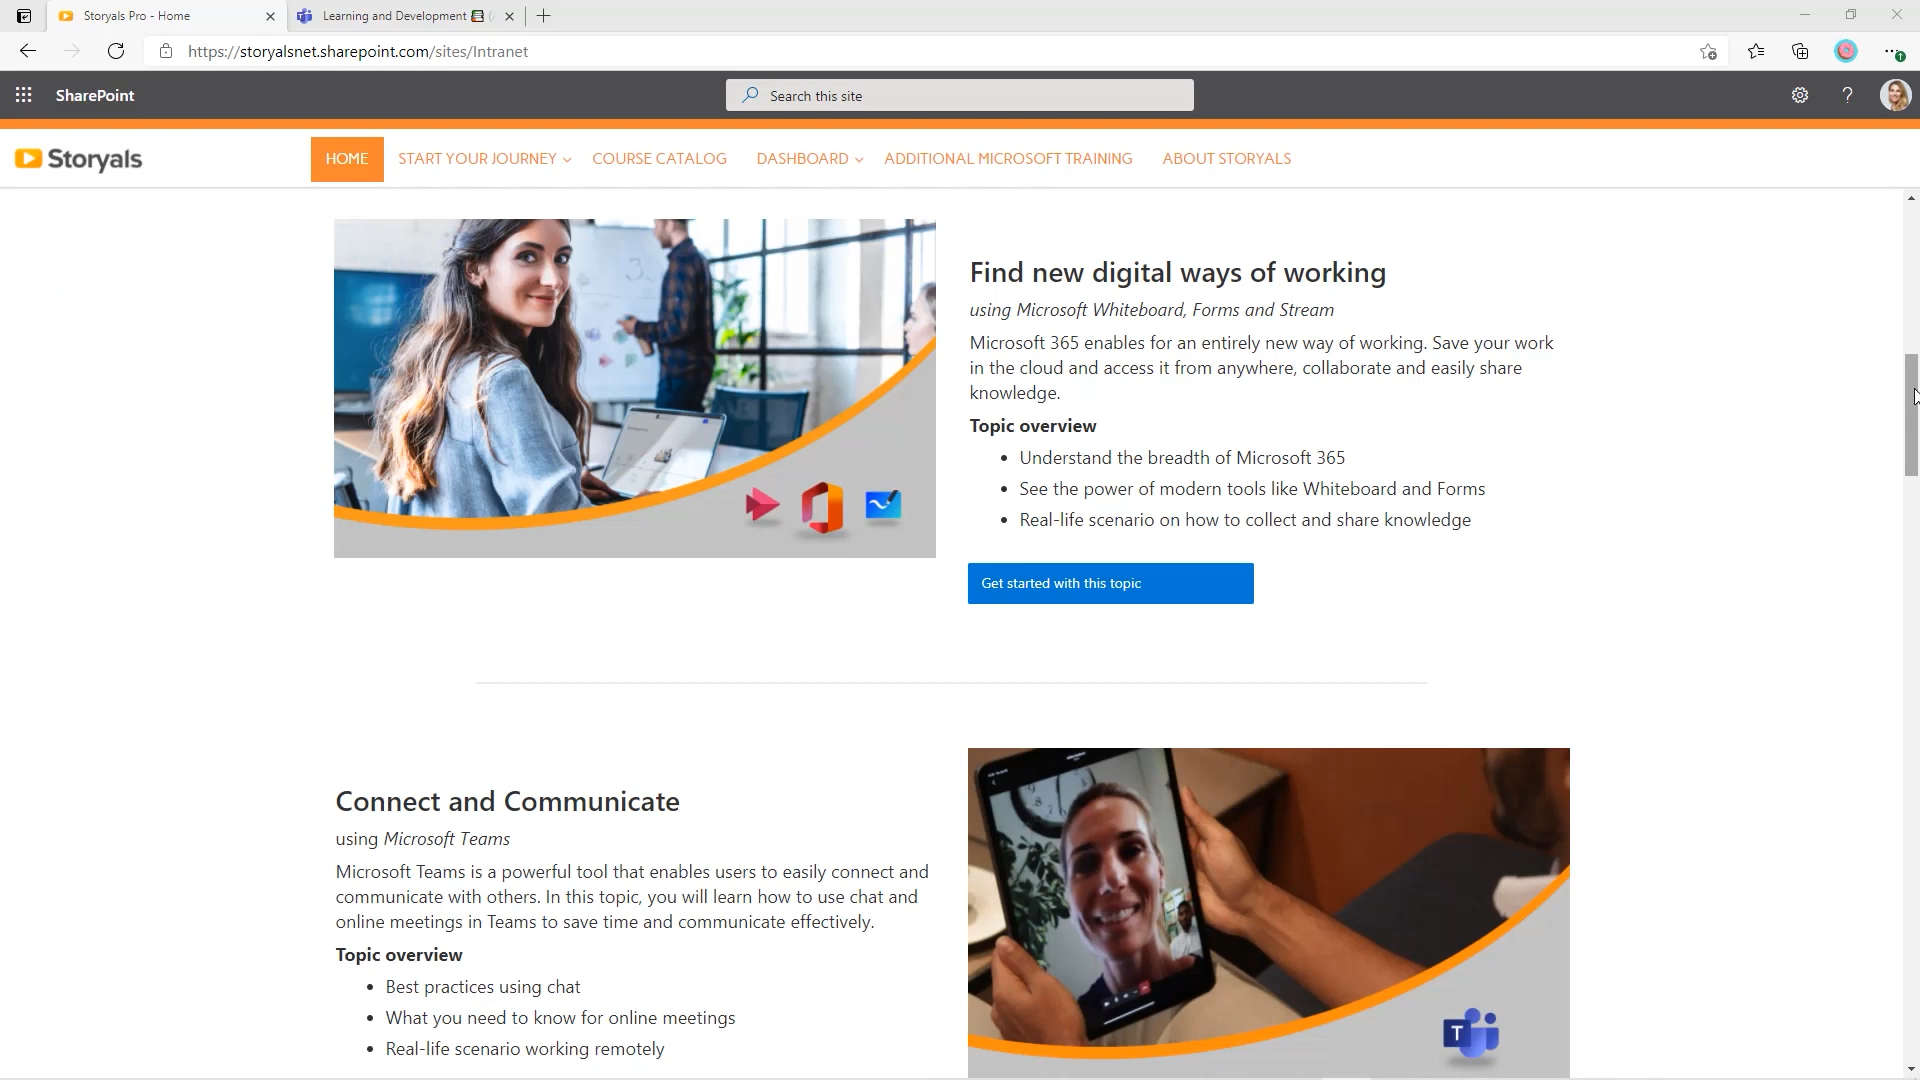 Storyals Pro - Home
Learning and Development
https://storyalsnet.sharepoint.com/sites/Intranet
SharePoint
Search this site
?
Storyals
HOME
START YOUR JOURNEY
COURSE CATALOG
DASHBOARD
ADDITIONAL MICROSOFT TRAINING
ABOUT STORYALS
Find new digital ways of working
using Microsoft Whiteboard, Forms and Stream
Microsoft 365 enables for an entirely new way of working. Save your work
in the cloud and access it from anywhere, collaborate and easily share
knowledge.
Topic overview
• Understand the breadth of Microsoft 365
• See the power of modern tools like Whiteboard and Forms
• Real-life scenario on how to collect and share knowledge
Get started with this topic
Connect and Communicate
using Microsoft Teams
Microsoft Teams is a powerful tool that enables users to easily connect and
communicate with others. In this topic, you will learn how to use chat and
online meetings in Teams to save time and communicate effectively.
Topic overview
• Best practices using chat
• What you need to know for online meetings
• Real-life scenario working remotely
T